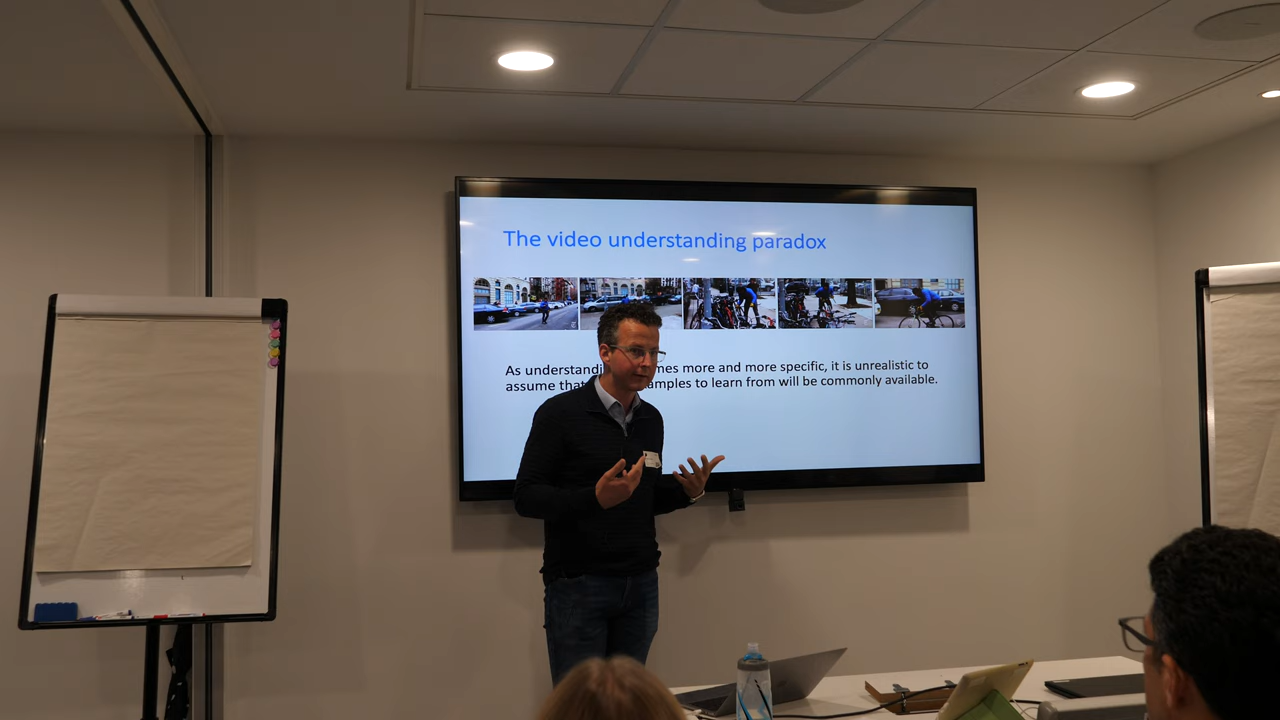 The video understanding paradox
As understandi mes more and more specific, it is unrealistic to
assume that amples to learn from will be commonly available.